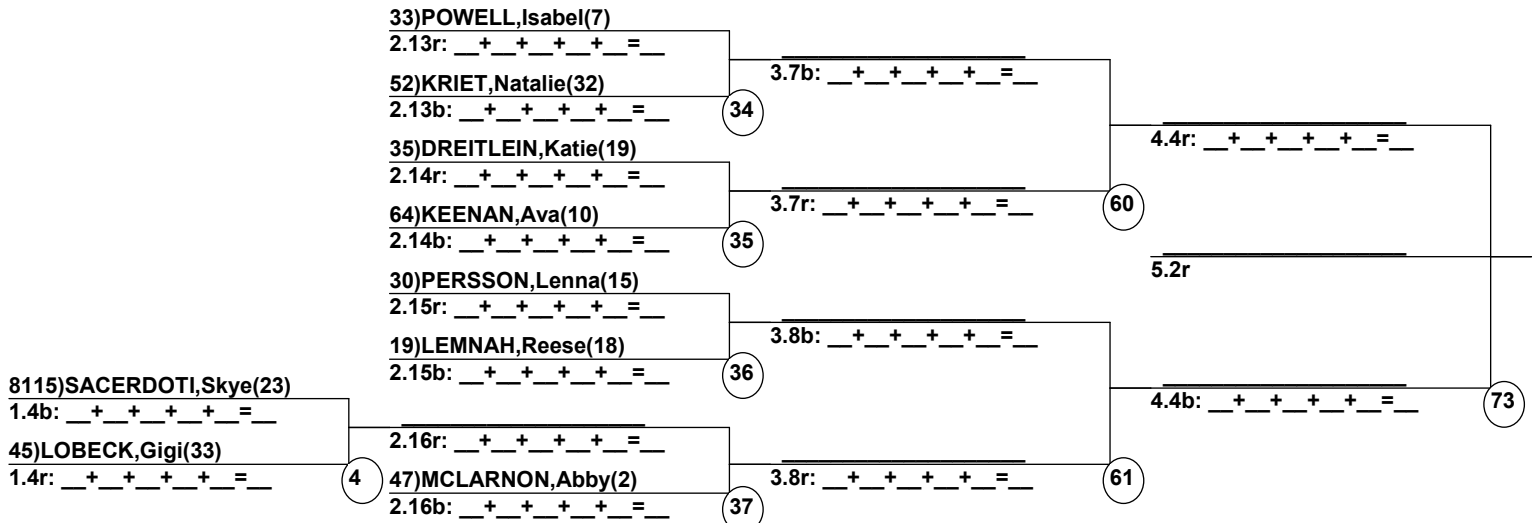 33)POWELL,Isabel(7)
2.13r: __+__+__+__+__=__
3.7b: __+__+__+__+__=__
52)KRIET,Natalie(32)
2.13b: __+__+__+__+__=__
34
4.4r: __+__+__+__+__=__
35)DREITLEIN,Katie(19)
2.14r: __+__+__+__+__=__
3.7r: __+__+__+__+__=__
60
64)KEENAN,Ava(10)
2.14b: __+__+__+__+__=__
35
5.2r
30)PERSSON,Lenna(15)
2.15r: __+__+__+__+__=__
3.8b: __+__+__+__+__=__
19)LEMNAH,Reese(18)
2.15b: __+__+__+__+__=__
36
8115)SACERDOTI,Skye(23)
1.4b: __+__+__+__+__=__
4.4b: __+__+__+__+__=__
73
2.16r: __+__+__+__+__=__
45)LOBECK,Gigi(33)
1.4r: __+__+__+__+__=__
4
3.8r: __+__+__+__+__=__
61
47)MCLARNON,Abby(2)
2.16b: __+__+__+__+__=__
37